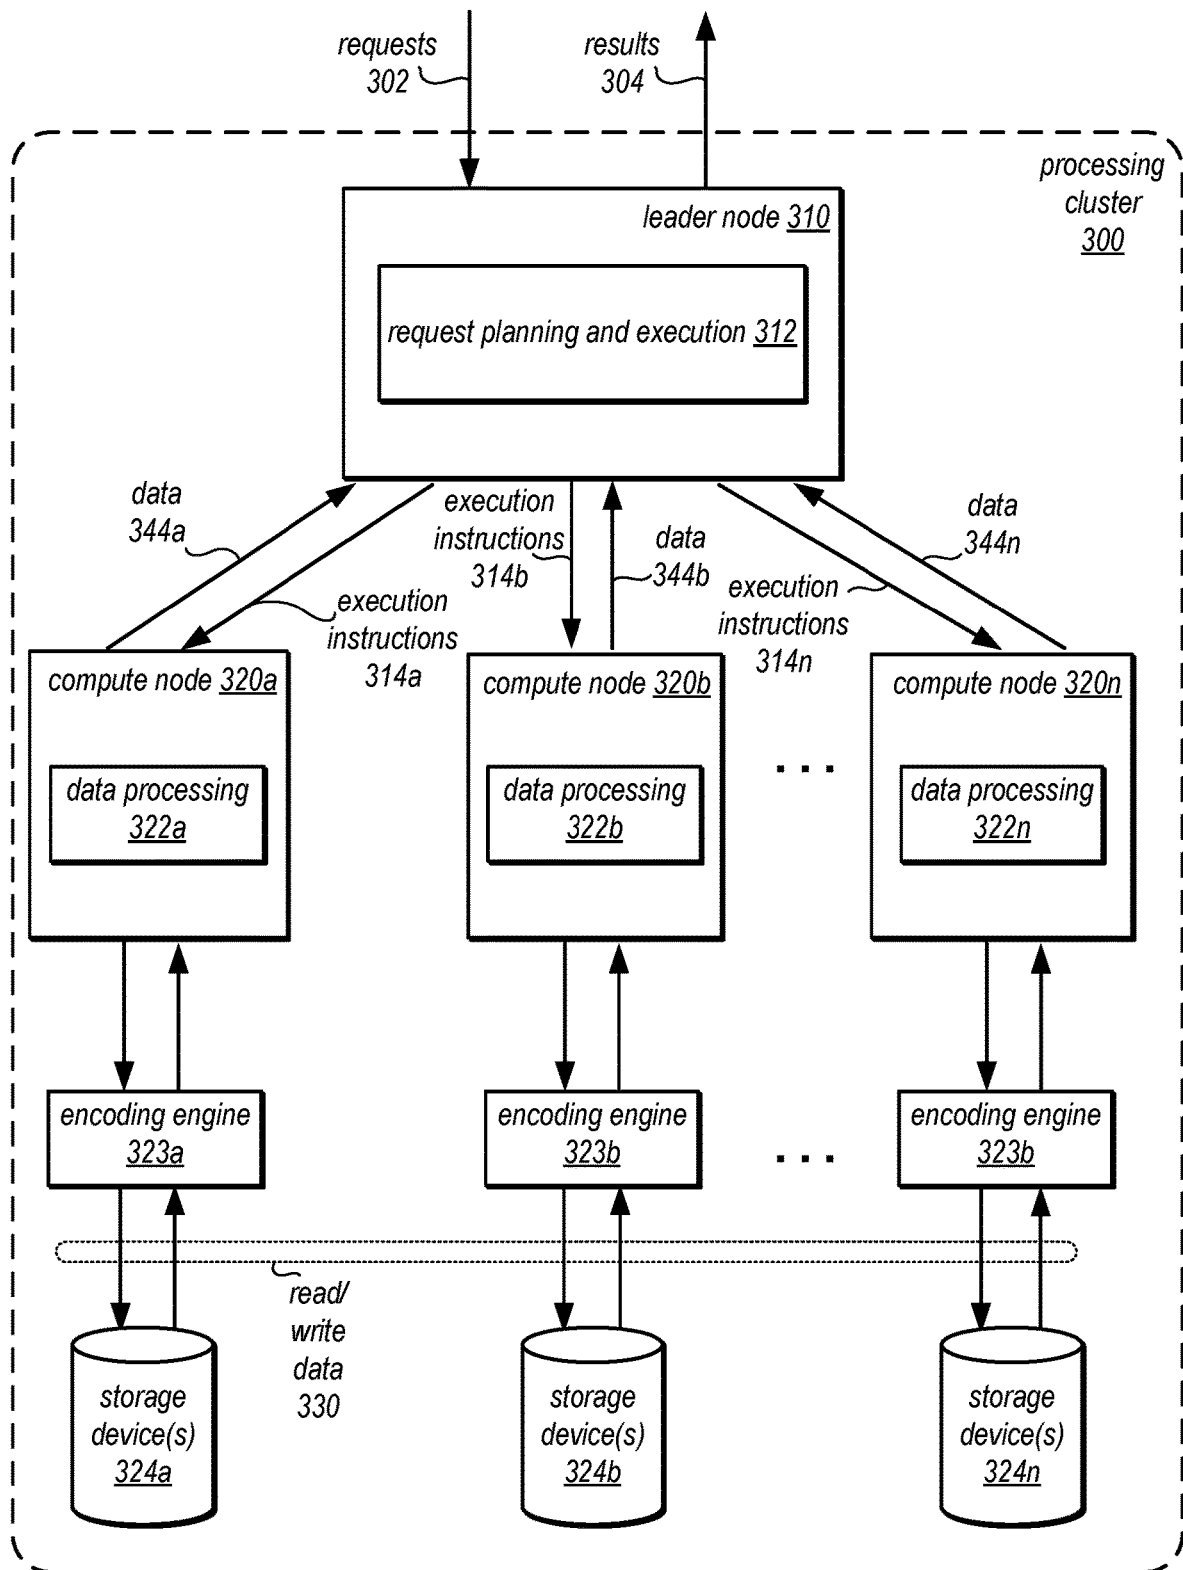 requests
302
results
304
processing
cluster
300
leader node 310
request planning and execution 312
data
344a
execution
instructions
314a
execution
instructions
314b
data
344b
execution
instructions
314n
data
344n
compute node 320a
data processing
322a
compute node 320b
data processing
322b
. . .
compute node 320n
data processing
322n
encoding engine
323a
encoding engine
323b
. . .
encoding engine
323b
read/
write
data
330
storage
device(s)
324a
storage
device(s)
324b
storage
device(s)
324n